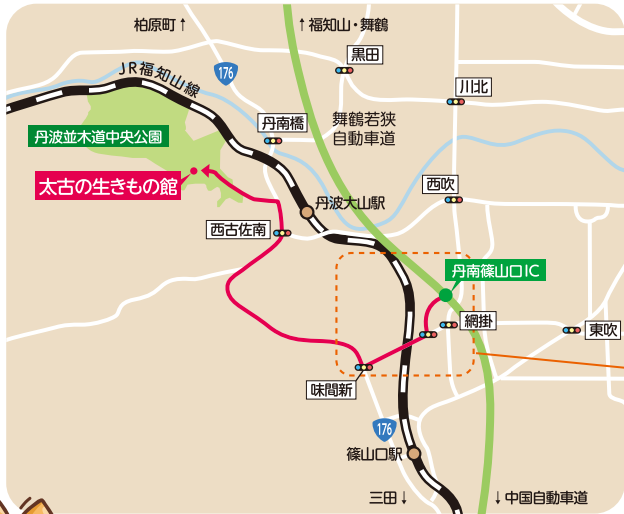 柏原町↑
↑福知山・舞鶴
黒田
JR福知山線
176
川北
丹南橋
舞鶴若狭
自動車道
丹波並木道中央公園
太古の生きもの館
西吹
丹波大山駅
西古佐南
丹南篠山口IC
網掛
東吹
味間新
176
篠山口駅
三田↓
↓中国自動車道